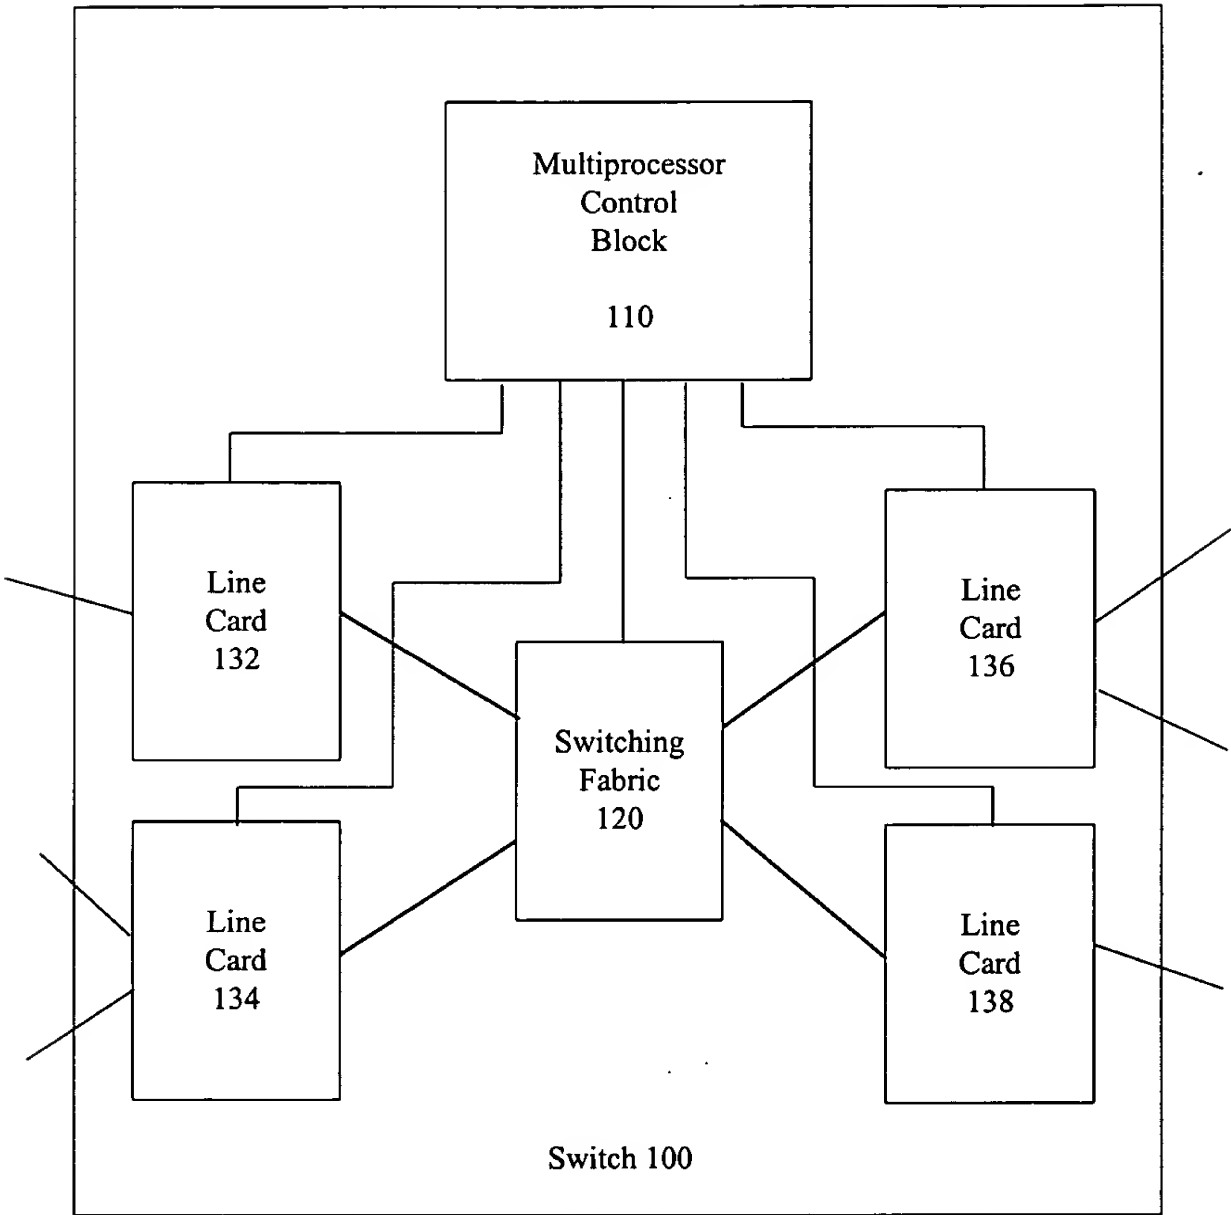 Multiprocessor
Control
Block
110
Line
Card
132
Line
Card
136
Switching
Fabric
120
Line
Card
134
Line
Card
138
Switch 100